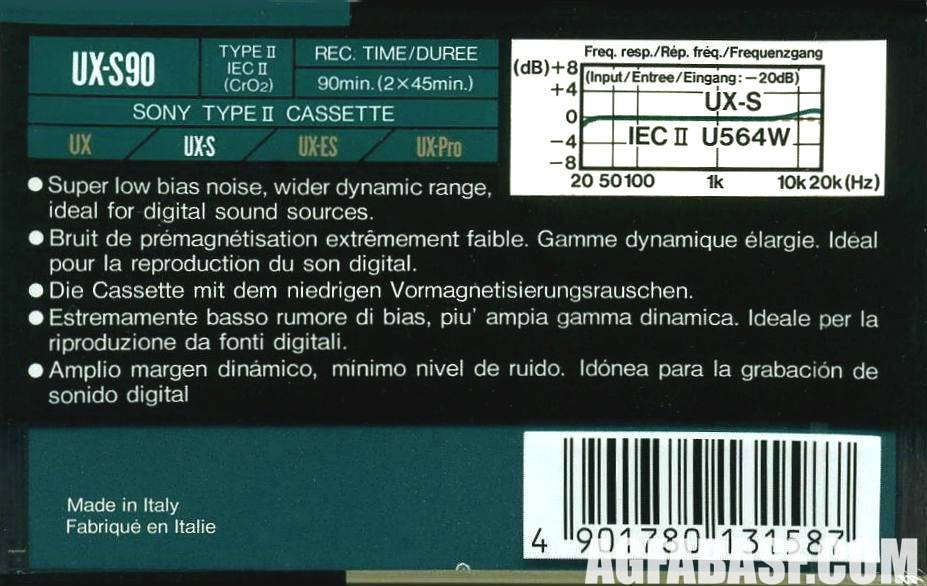 UX-S90
TYPE II
IEC II
(CrO2)
REC. TIME/DUREE
90min. (2×45min.)
SONY TYPE II CASSETTE
UX / UX-S / UX-ES / UX-Pro
Freq. resp./Rép. fréq./Frequenzgang
(dB)
+8
+4
0
−4
−8
(Input/Entree/Eingang: −20dB)
UX-S
IEC II U564W
20 50 100 1k 10k 20k (Hz)
● Super low bias noise, wider dynamic range,
ideal for digital sound sources.
● Bruit de prémagnétisation extrêmement faible. Gamme dynamique élargie. Idéal
pour la reproduction du son digital.
● Die Cassette mit dem niedrigen Vormagnetisierungsrauschen.
● Estremamente basso rumore di bias, piu' ampia gamma dinamica. Ideale per la
riproduzione da fonti digitali.
● Amplio margen dinámico, mínimo nivel de ruido. Idónea para la grabación de
sonido digital
Made in Italy
Fabriqué en Italie
4 901780 131587
AGFABASF.COM